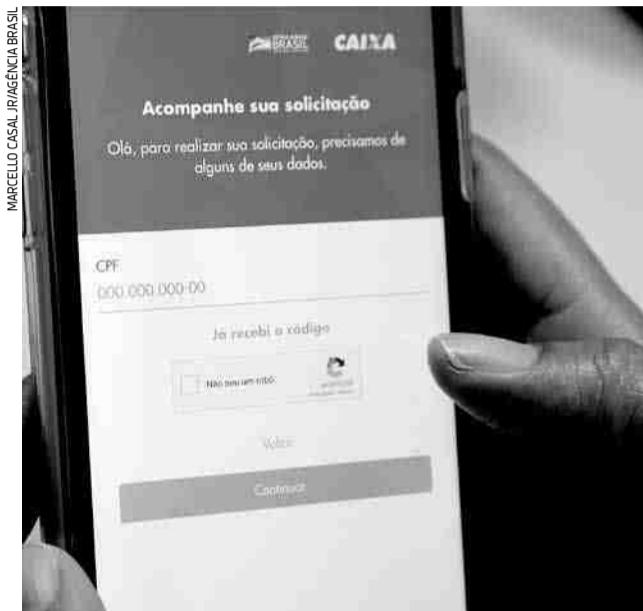 MARCELLO CASAL JR/AGÊNCIA BRASIL
BRASIL CAIXA
Acompanhe sua solicitação
Olá, para realizar sua solicitação, precisamos de
alguns de seus dados.
CPF
000.000.000-00
Já recebi o código
Não sou um robô
Voltar
Continuar